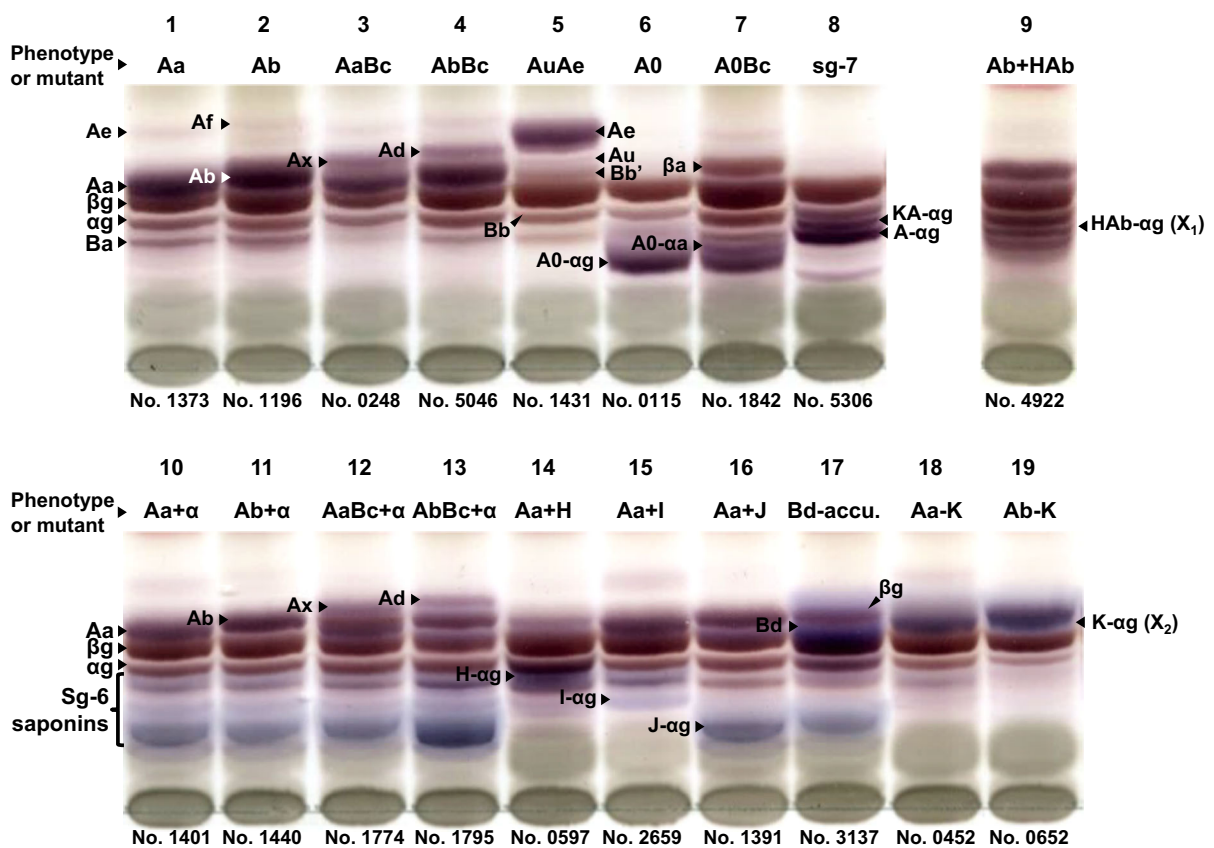 1 2 3 4 5 6 7 8 9
Phenotype
or mutant
Aa Ab AaBc AbBc AuAe A0 A0Bc sg-7 Ab+HAb
Af
Ae
Ae
Ad
Ax
Au
βa
Bb’
Ab
Aa
βg
αg
Bb
KA-αg
HAb-αg (X1)
A-αg
Ba
A0-αa
A0-αg
No. 1373 No. 1196 No. 0248 No. 5046 No. 1431 No. 0115 No. 1842 No. 5306 No. 4922
10 11 12 13 14 15 16 17 18 19
Phenotype
or mutant
Aa+α Ab+α AaBc+α AbBc+α Aa+H Aa+I Aa+J Bd-accu. Aa-K Ab-K
βg
Ad
Ax
Ab
Bd
K-αg (X2)
Aa
βg
αg
H-αg
Sg-6
saponins
I-αg
J-αg
No. 1401 No. 1440 No. 1774 No. 1795 No. 0597 No. 2659 No. 1391 No. 3137 No. 0452 No. 0652